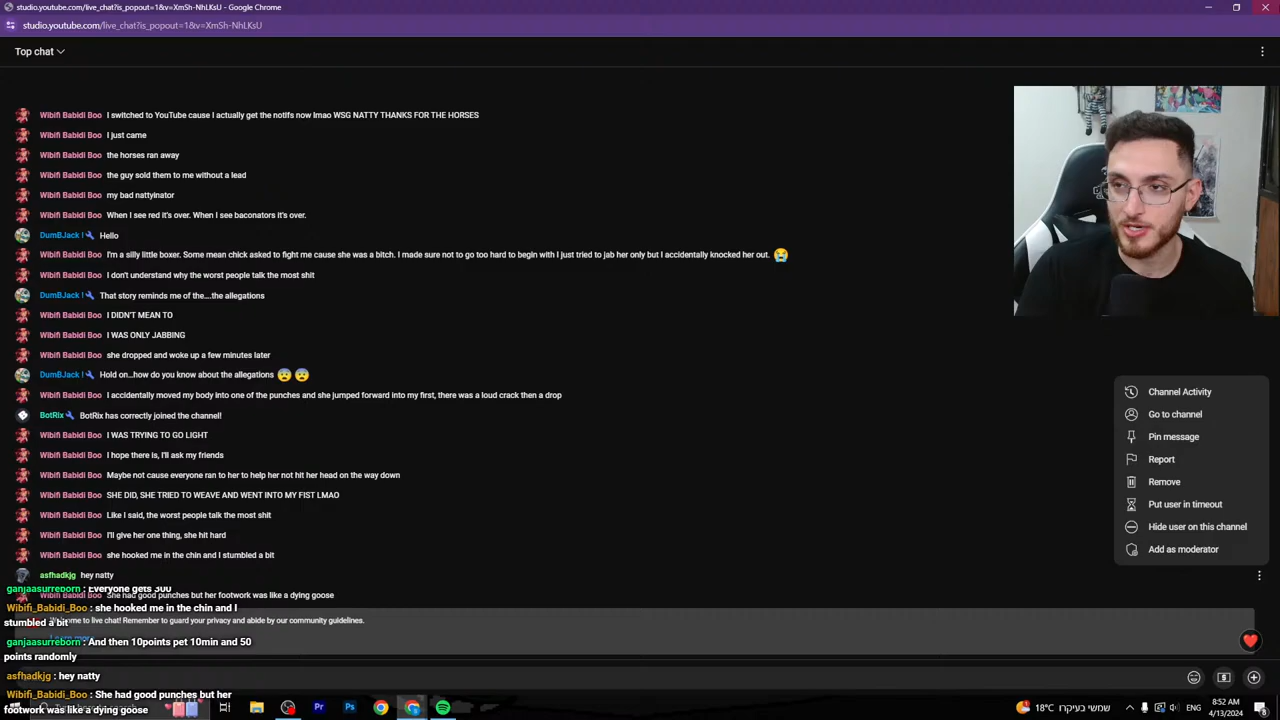 studio.youtube.com/live_chat?is_popout=1&v=XmSh-NhLKsU - Google Chrome
studio.youtube.com/live_chat?is_popout=1&v=XmSh-NhLKsU
Top chat
Wibifi Babidi Boo I switched to YouTube cause I actually get the notifs now lmao WSG NATTY THANKS FOR THE HORSES
Wibifi Babidi Boo I just came
Wibifi Babidi Boo the horses ran away
Wibifi Babidi Boo the guy sold them to me without a lead
Wibifi Babidi Boo my bad nattyinator
Wibifi Babidi Boo When I see red it's over. When I see baconators it's over.
DumBJack ! Hello
Wibifi Babidi Boo I'm a silly little boxer. Some mean chick asked to fight me cause she was a bitch. I made sure not to go too hard to begin with I just tried to jab her only but I accidentally knocked her out. 😭
Wibifi Babidi Boo I don't understand why the worst people talk the most shit
DumBJack ! That story reminds me of the....the allegations
Wibifi Babidi Boo I DIDN'T MEAN TO
Wibifi Babidi Boo I WAS ONLY JABBING
Wibifi Babidi Boo she dropped and woke up a few minutes later
DumBJack ! Hold on...how do you know about the allegations 😨 😨
Wibifi Babidi Boo I accidentally moved my body into one of the punches and she jumped forward into my first, there was a loud crack then a drop
BotRix BotRix has correctly joined the channel!
Wibifi Babidi Boo I WAS TRYING TO GO LIGHT
Wibifi Babidi Boo I hope there is, I'll ask my friends
Wibifi Babidi Boo Maybe not cause everyone ran to her to help her not hit her head on the way down
Wibifi Babidi Boo SHE DID, SHE TRIED TO WEAVE AND WENT INTO MY FIST LMAO
Wibifi Babidi Boo Like I said, the worst people talk the most shit
Wibifi Babidi Boo I'll give her one thing, she hit hard
Wibifi Babidi Boo she hooked me in the chin and I stumbled a bit
asfhadkjg hey natty
Wibifi Babidi Boo She had good punches but her footwork was like a dying goose
Welcome to live chat! Remember to guard your privacy and abide by our community guidelines.
Learn more
Channel Activity
Go to channel
Pin message
Report
Remove
Put user in timeout
Hide user on this channel
Add as moderator
ganjaasurreborn : Everyone gets 300
Wibifi_Babidi_Boo : she hooked me in the chin and I
stumbled a bit
ganjaasurreborn : And then 10points pet 10min and 50
points randomly
asfhadkjg : hey natty
Wibifi_Babidi_Boo : She had good punches but her
footwork was like a dying goose
Pr
Ps
18°C שמשי בעיקרו
ENG
8:52 AM
4/13/2024
8